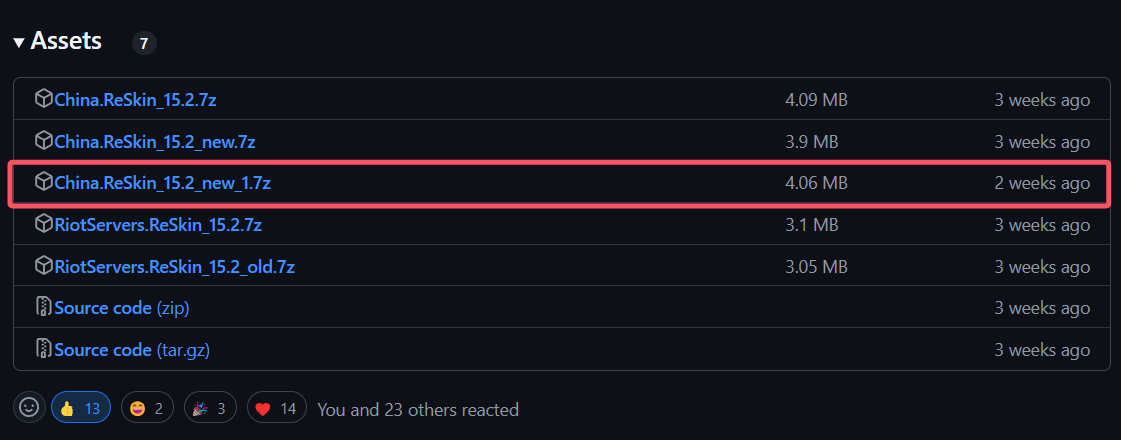 Assets 7
China.ReSkin_15.2.7z 4.09 MB 3 weeks ago
China.ReSkin_15.2_new.7z 3.9 MB 3 weeks ago
China.ReSkin_15.2_new_1.7z 4.06 MB 2 weeks ago
RiotServers.ReSkin_15.2.7z 3.1 MB 3 weeks ago
RiotServers.ReSkin_15.2_old.7z 3.05 MB 3 weeks ago
Source code (zip) 3 weeks ago
Source code (tar.gz) 3 weeks ago
13 2 3 14 You and 23 others reacted